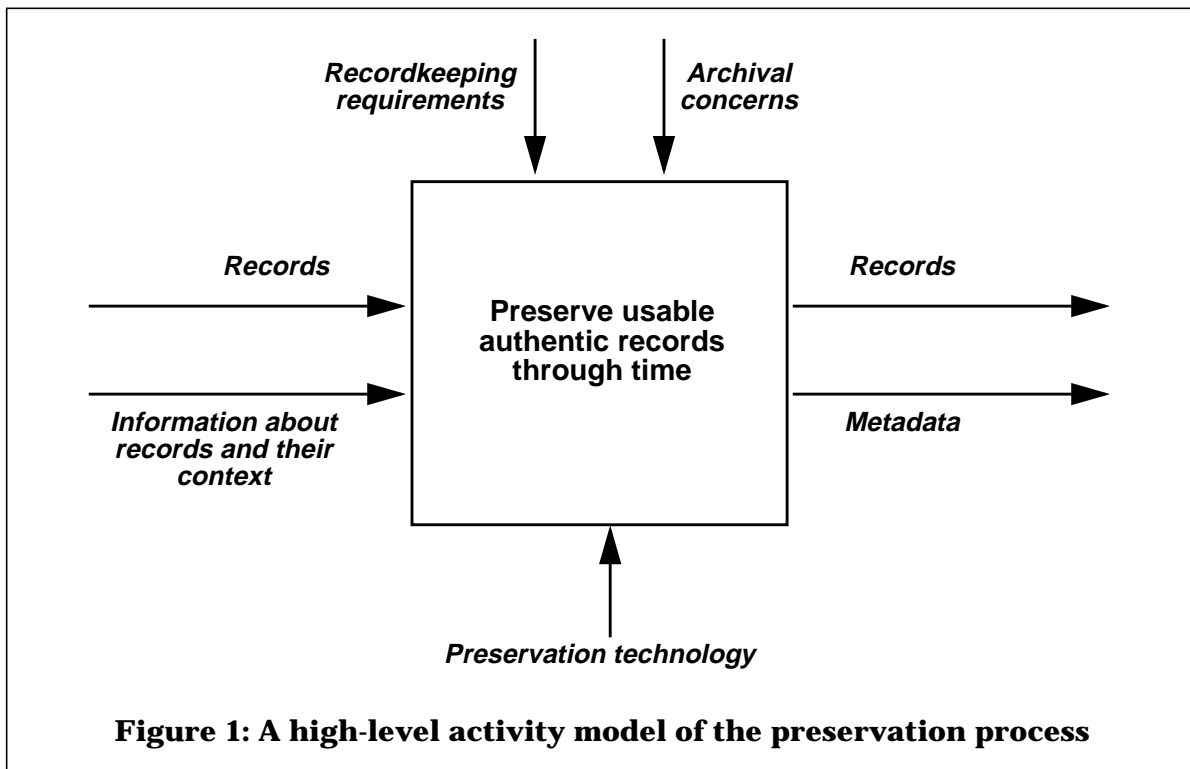 Recordkeeping
requirements
Archival
concerns
Records
Records
Preserve usable
authentic records
through time
Information about
records and their
context
Metadata
Preservation technology
Figure 1: A high-level activity model of the preservation process